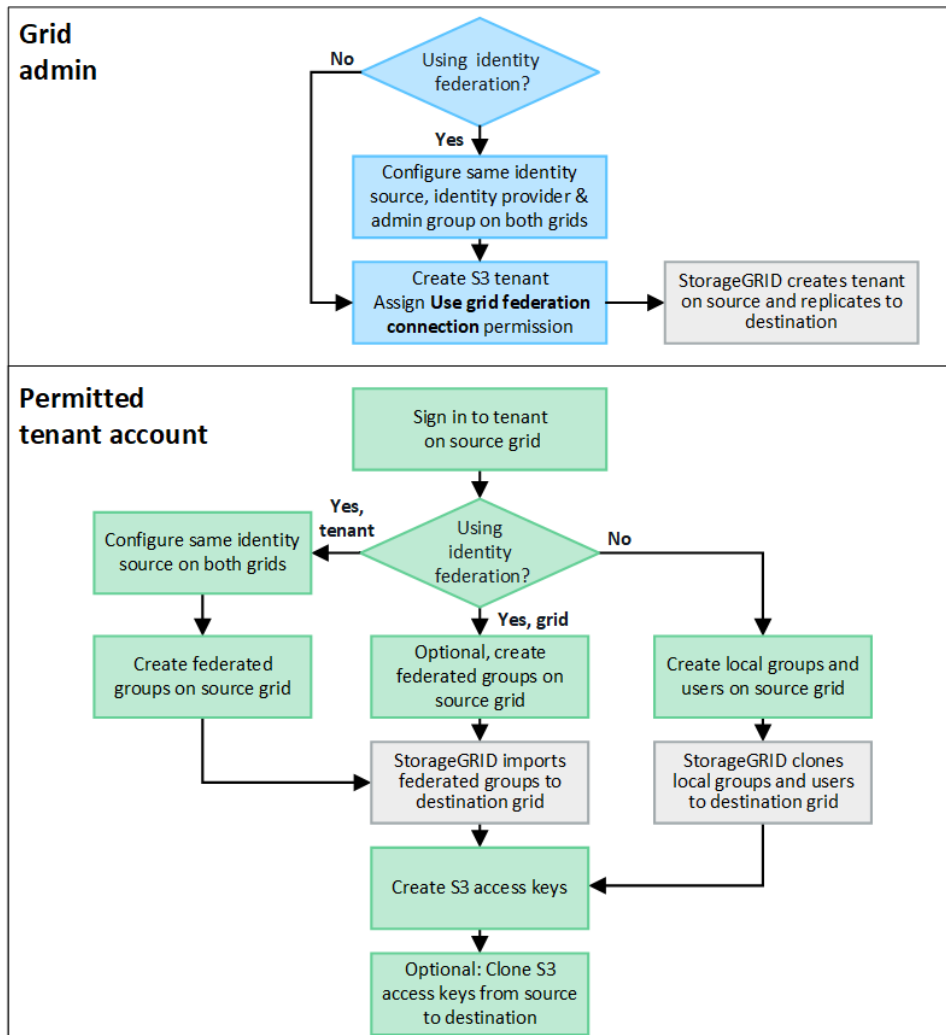 Grid
admin
No
Using identity
federation?
Yes
Configure same identity
source, identity provider &
admin group on both grids
Create S3 tenant
Assign Use grid federation
connection permission
StorageGRID creates tenant
on source and replicates to
destination
Permitted
tenant account
Sign in to tenant
on source grid
Yes,
tenant
Using
identity
federation?
No
Configure same identity
source on both grids
Yes, grid
Create federated
groups on source grid
Optional, create
federated groups on
source grid
Create local groups and
users on source grid
StorageGRID imports
federated groups to
destination grid
StorageGRID clones
local groups and users
to destination grid
Create S3 access keys
Optional: Clone S3
access keys from source
to destination